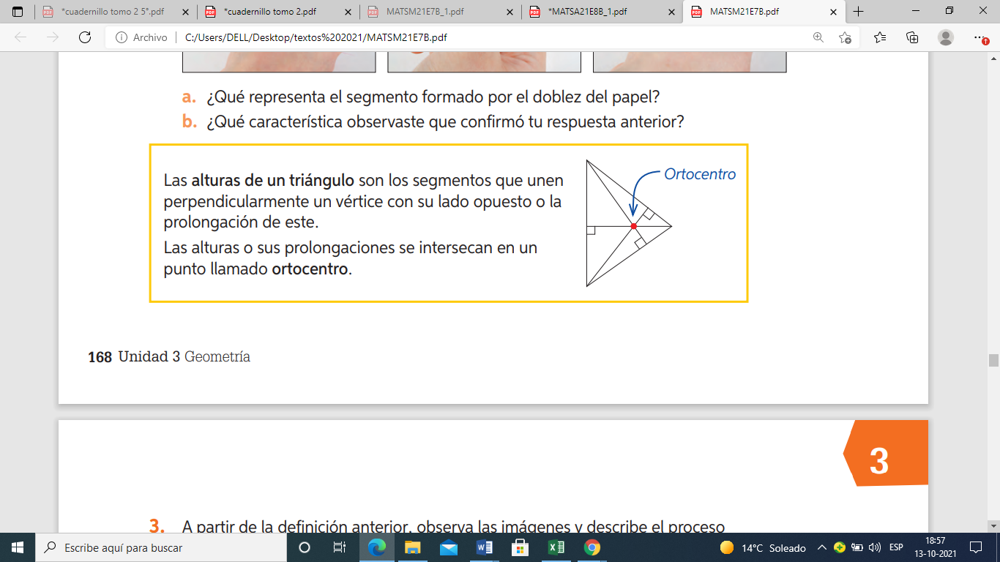 *cuadernillo tomo 2 5°.pdf
*cuadernillo tomo 2.pdf
MATSM21E7B_1.pdf
*MATSA21E8B_1.pdf
MATSM21E7B.pdf
Archivo
C:/Users/DELL/Desktop/textos%202021/MATSM21E7B.pdf
a. ¿Qué representa el segmento formado por el doblez del papel?
b. ¿Qué característica observaste que confirmó tu respuesta anterior?
Las alturas de un triángulo son los segmentos que unen
perpendicularmente un vértice con su lado opuesto o la
prolongación de este.
Las alturas o sus prolongaciones se intersecan en un
punto llamado ortocentro.
Ortocentro
168 Unidad 3 Geometría
3
3. A partir de la definición anterior, observa las imágenes y describe el proceso
Escribe aquí para buscar
14°C Soleado
ESP
18:57
13-10-2021